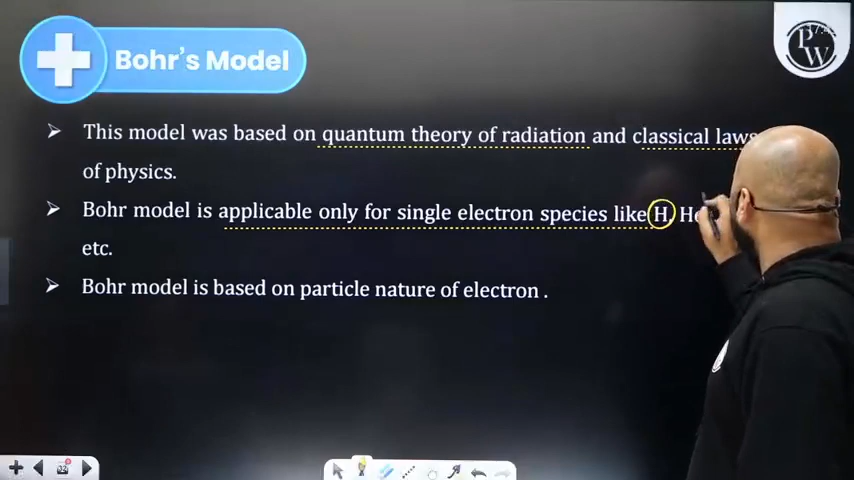 Bohr's Model
PW
This model was based on quantum theory of radiation and classical laws
of physics.
Bohr model is applicable only for single electron species like H,
etc.
Bohr model is based on particle nature of electron .